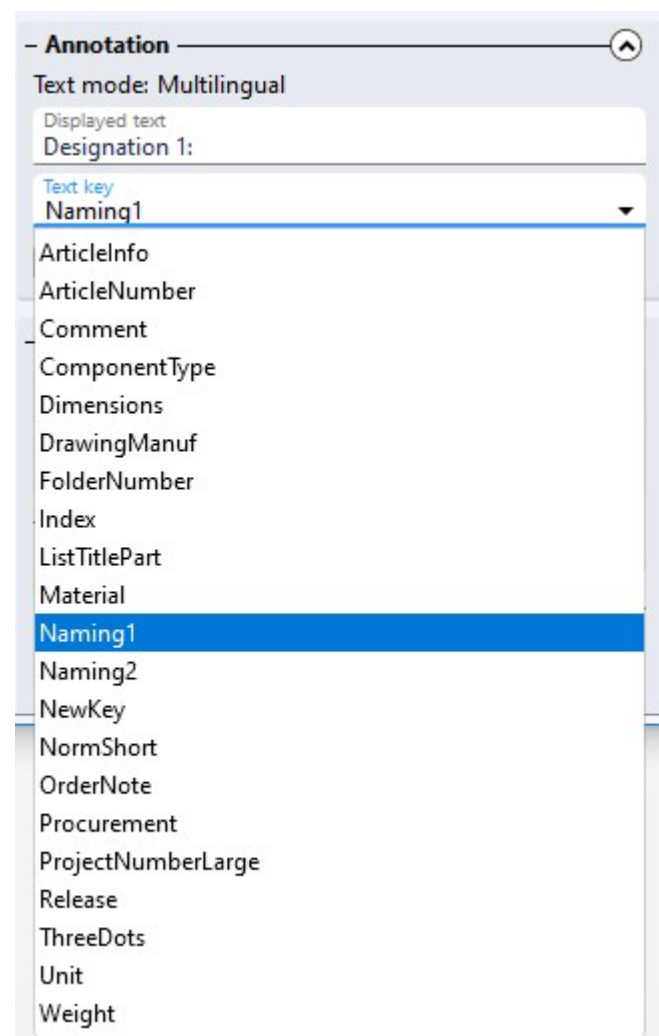 Annotation
Text mode: Multilingual
Displayed text
Designation 1:
Text key
Naming1
ArticleInfo
ArticleNumber
Comment
ComponentType
Dimensions
DrawingManuf
FolderNumber
Index
ListTitlePart
Material
Naming1
Naming2
NewKey
NormShort
OrderNote
Procurement
ProjectNumberLarge
Release
ThreeDots
Unit
Weight